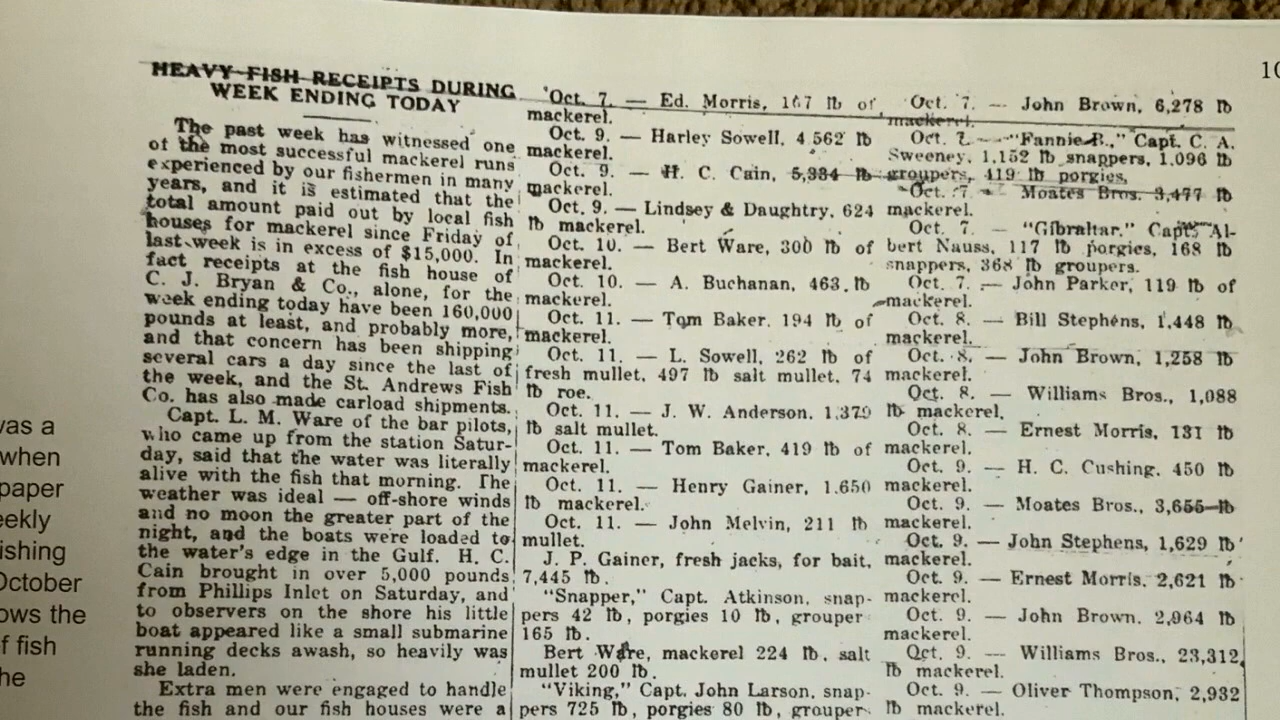 HEAVY FISH RECEIPTS DURING
WEEK ENDING TODAY
The past week has witnessed one
of the most successful mackerel runs
experienced by our fishermen in many
years, and it is estimated that the
total amount paid out by local fish
houses for mackerel since Friday of
last week is in excess of $15,000. In
fact receipts at the fish house of
C. J. Bryan & Co., alone, for the
week ending today have been 160,000
pounds at least, and probably more,
and that concern has been shipping
several cars a day since the last of
the week, and the St. Andrews Fish
Co. has also made carload shipments.
Capt. L. M. Ware of the bar pilots,
who came up from the station Satur-
day, said that the water was literally
alive with the fish that morning. The
weather was ideal — off-shore winds
and no moon the greater part of the
night, and the boats were loaded to
the water's edge in the Gulf. H. C.
Cain brought in over 5,000 pounds
from Phillips Inlet on Saturday, and
to observers on the shore his little
boat appeared like a small submarine
running decks awash, so heavily was
she laden.
Extra men were engaged to handle
the fish and our fish houses were a
Oct. 7. — Ed. Morris, 167 lb of
mackerel.
Oct. 9. — Harley Sowell, 4,562 lb
mackerel.
Oct. 9. — H. C. Cain, 5,334 lb
mackerel.
Oct. 9. — Lindsey & Daughtry, 624
lb mackerel.
Oct. 10. — Bert Ware, 300 lb of
mackerel.
Oct. 10. — A. Buchanan, 463 lb
mackerel.
Oct. 11. — Tom Baker, 194 lb of
mackerel.
Oct. 11. — L. Sowell, 262 lb of
fresh mullet, 497 lb salt mullet, 74
lb roe.
Oct. 11. — J. W. Anderson, 1,379
lb salt mullet.
Oct. 11. — Tom Baker, 419 lb of
mackerel.
Oct. 11. — Henry Gainer, 1,650
lb mackerel.
Oct. 11. — John Melvin, 211 lb
mullet.
J. P. Gainer, fresh jacks, for bait,
7,445 lb.
"Snapper," Capt. Atkinson, snap-
pers 42 lb, porgies 10 lb, grouper
165 lb.
Bert Ware, mackerel 224 lb, salt
mullet 200 lb.
"Viking," Capt. John Larson, snap-
pers 725 lb, porgies 80 lb, grouper
Oct. 7. — John Brown, 6,278 lb
mackerel.
Oct. 7. — "Fannie R.," Capt. C. A.
Sweeney, 1,152 lb snappers, 1,096 lb
groupers, 419 lb porgies,
Oct. 7 — Moates Bros. 3,477 lb
mackerel.
Oct. 7. — "Gibraltar," Capt. Al-
bert Nauss, 117 lb porgies, 168 lb
snappers, 368 lb groupers.
Oct. 7. — John Parker, 119 lb of
mackerel.
Oct. 8. — Bill Stephens, 1,448 lb
mackerel.
Oct. 8. — John Brown, 1,258 lb
mackerel.
Oct. 8. — Williams Bros., 1,088
lb mackerel.
Oct. 8. — Ernest Morris, 131 lb
mackerel.
Oct. 9. — H. C. Cushing, 450 lb
mackerel.
Oct. 9. — Moates Bros., 3,655 lb
mackerel.
Oct. 9. — John Stephens, 1,629 lb
mackerel.
Oct. 9. — Ernest Morris, 2,621 lb
mackerel.
Oct. 9. — John Brown, 2,964 lb
mackerel.
Oct. 9. — Williams Bros., 23,312
lb mackerel.
Oct. 9. — Oliver Thompson, 2,932
lb mackerel.
10
was a
when
paper
eekly
ishing
October
ows the
f fish
he